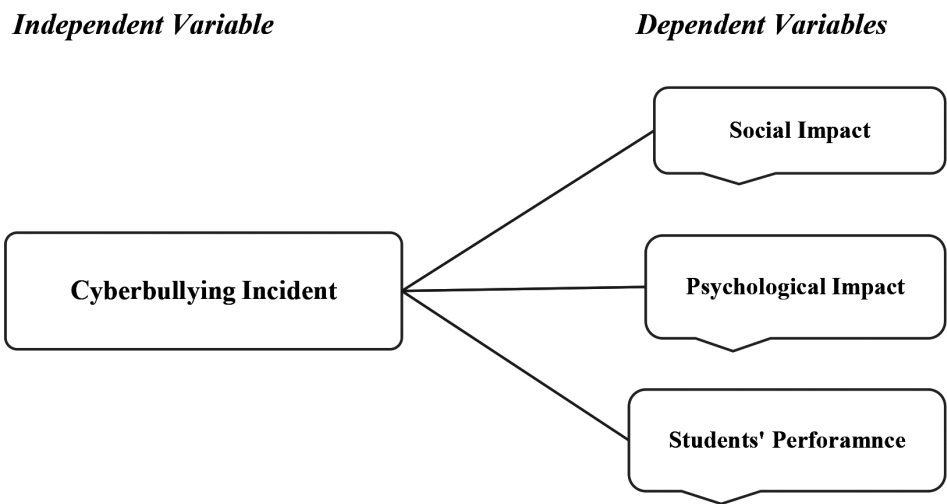 Independent Variable
Dependent Variables
Social Impact
Cyberbullying Incident
Psychological Impact
Students' Perforamnce